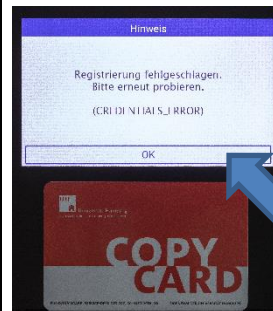 Hinweis
Registrierung fehlgeschlagen.
Bitte erneut probieren.
(CREDENTIALS_ERROR)
OK
COPY
CARD